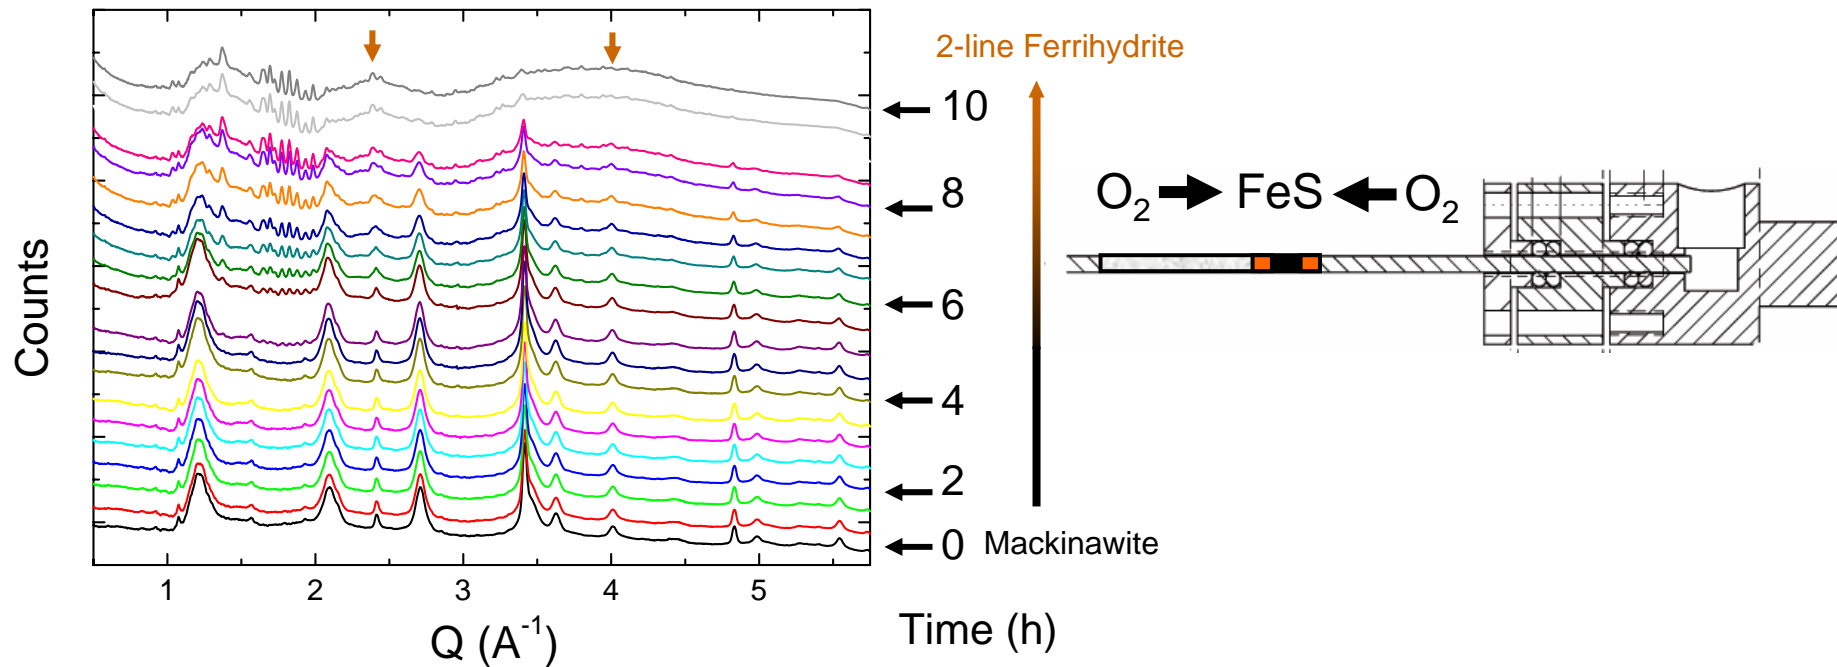 2-line Ferrihydrite
10
8
6
4
2
0
Mackinawite
O₂ FeS O₂
Counts
1 2 3 4 5
Q (A⁻¹)
Time (h)